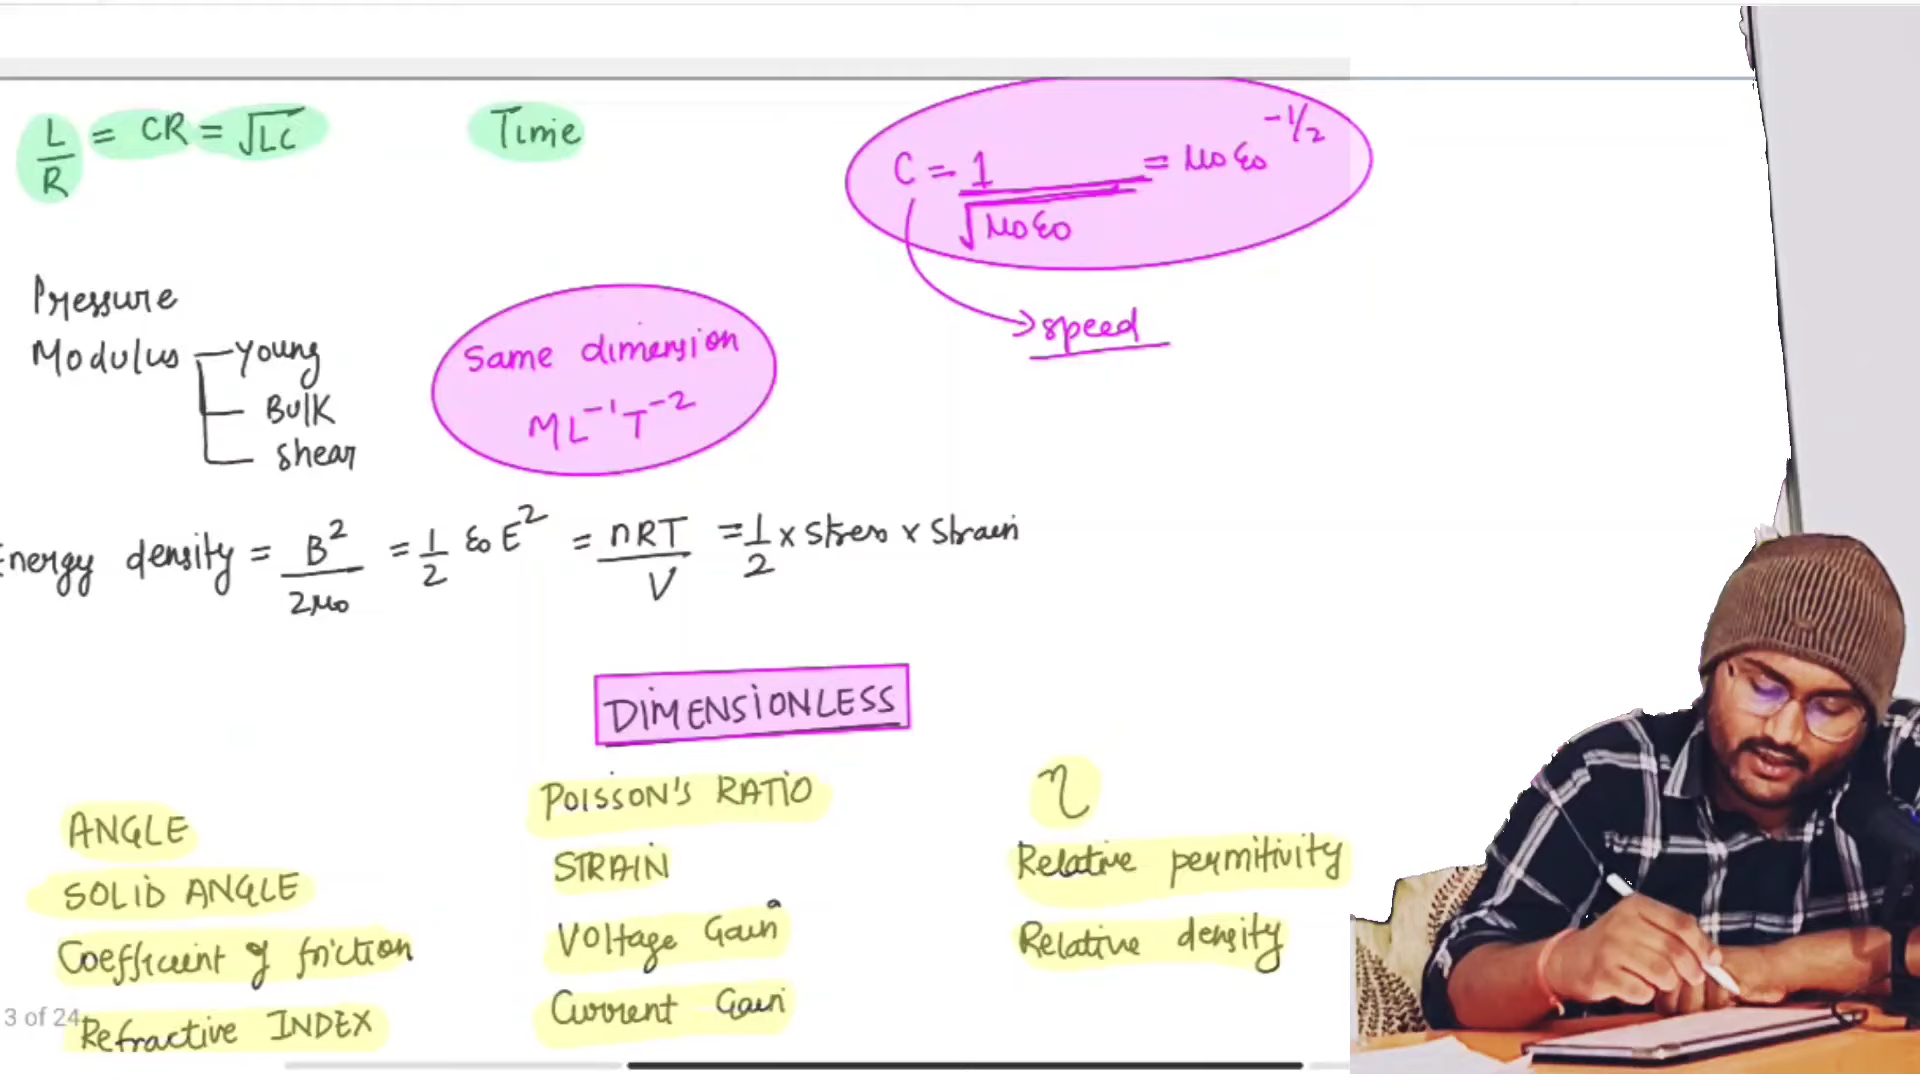 L/R = CR = √LC Time
C = 1/√μ0ε0 = μ0ε0^-1/2
→ speed
Pressure
Modulus Young
Bulk
Shear
Same dimension
ML^-1T^-2
Energy density = B²/2μ0 = 1/2 ε0E² = nRT/V = 1/2 × Stress × Strain
DIMENSIONLESS
ANGLE
SOLID ANGLE
Coefficient of friction
Refractive INDEX
POISSON'S RATIO
STRAIN
Voltage Gain
Current Gain
η
Relative permitivity
Relative density
3 of 24